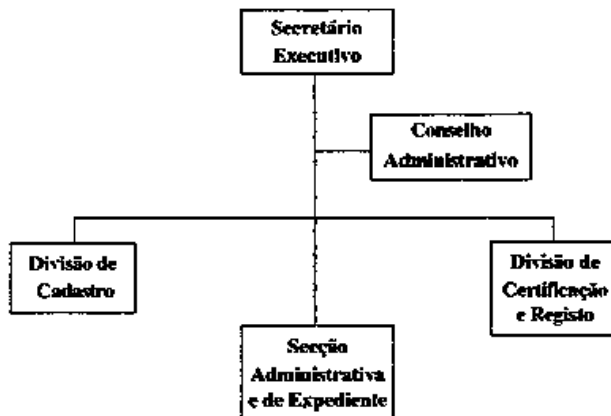 Secretário
Executivo
Conselho
Administrativo
Divisão de
Cadastro
Divisão de
Certificação
e Registo
Secção
Administrativa
e de Expediente